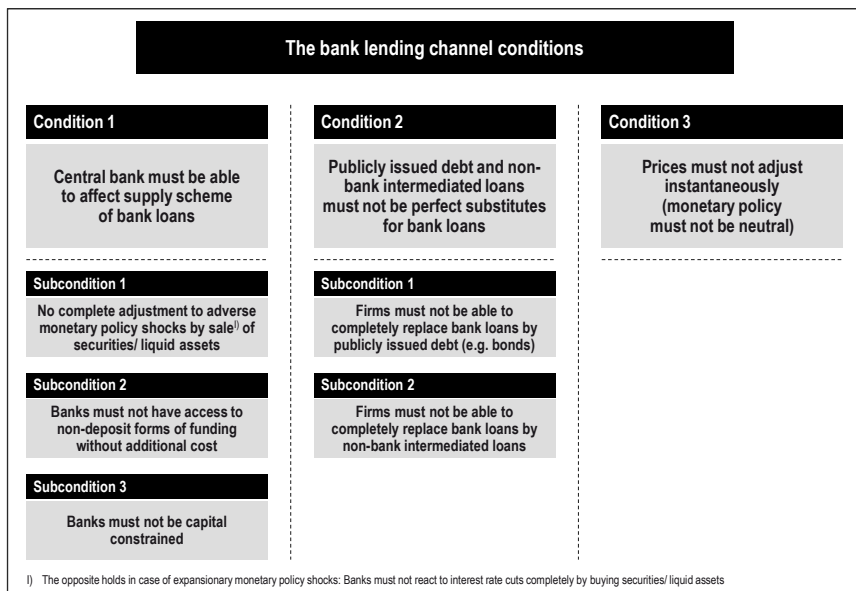 The bank lending channel conditions
Condition 1
Central bank must be able
to affect supply scheme
of bank loans
Subcondition 1
No complete adjustment to adverse
monetary policy shocks by sale^I) of
securities/ liquid assets
Subcondition 2
Banks must not have access to
non-deposit forms of funding
without additional cost
Subcondition 3
Banks must not be capital
constrained
Condition 2
Publicly issued debt and non-
bank intermediated loans
must not be perfect substitutes
for bank loans
Subcondition 1
Firms must not be able to
completely replace bank loans by
publicly issued debt (e.g. bonds)
Subcondition 2
Firms must not be able to
completely replace bank loans by
non-bank intermediated loans
Condition 3
Prices must not adjust
instantaneously
(monetary policy
must not be neutral)
I) The opposite holds in case of expansionary monetary policy shocks: Banks must not react to interest rate cuts completely by buying securities/ liquid assets